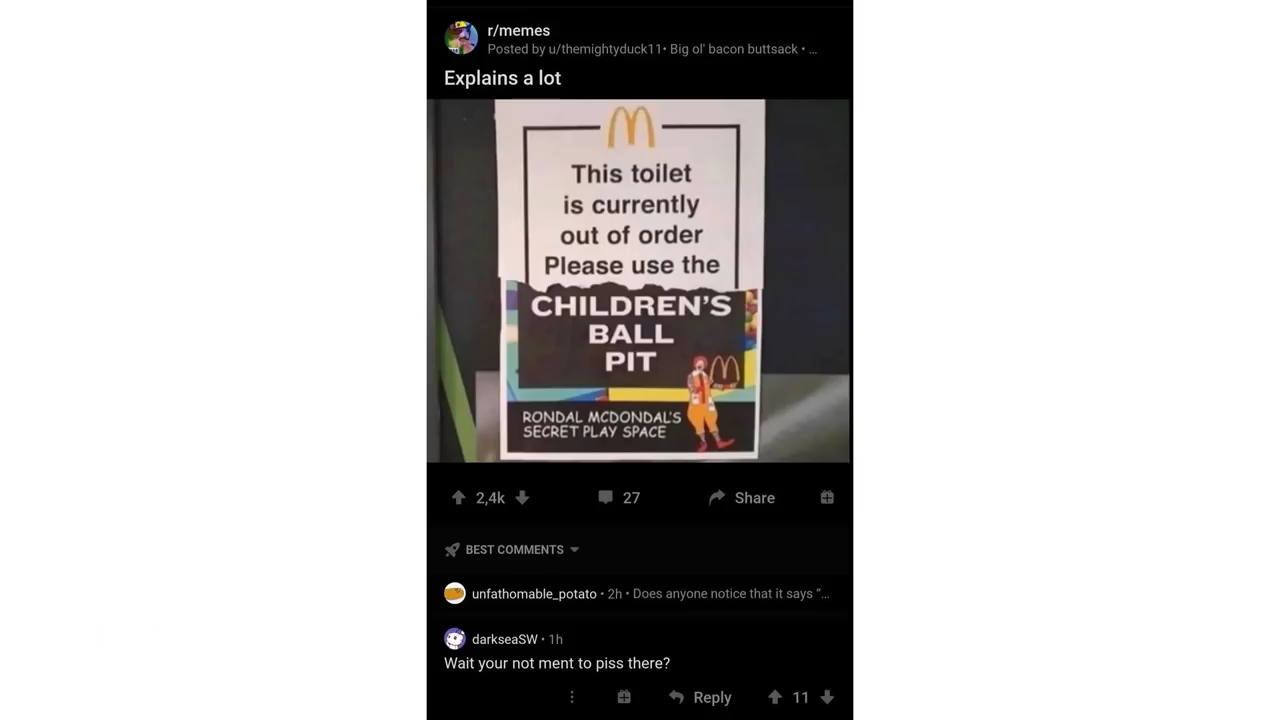 r/memes
Posted by u/themightyduck11• Big ol' bacon buttsack • ...
Explains a lot
This toilet
is currently
out of order
Please use the
CHILDREN'S
BALL
PIT
RONDAL MCDONDAL'S
SECRET PLAY SPACE
2,4k 27 Share
BEST COMMENTS
unfathomable_potato • 2h • Does anyone notice that it says "...
darkseaSW • 1h
Wait your not ment to piss there?
Reply 11